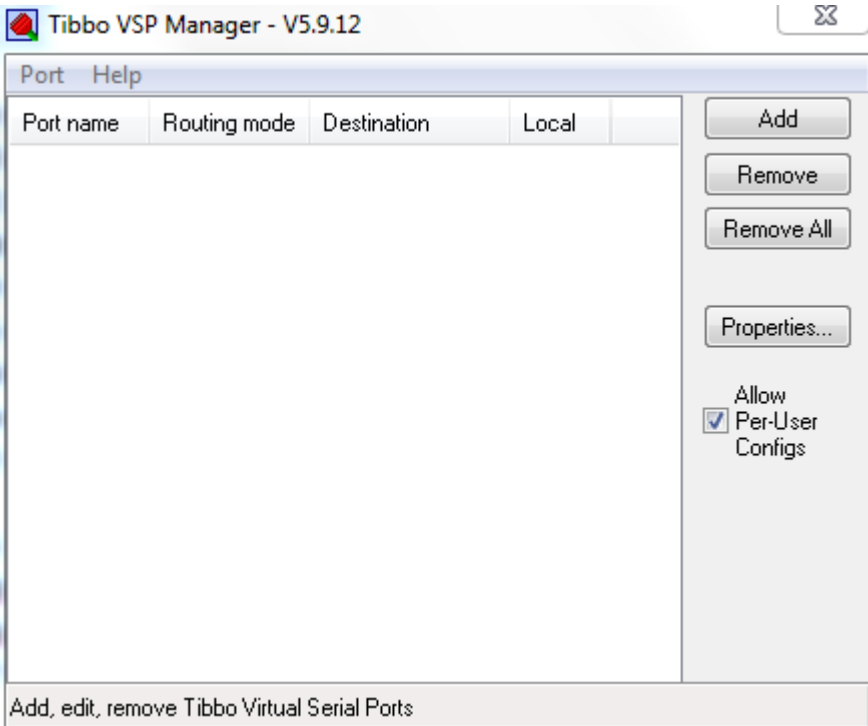 Tibbo VSP Manager - V5.9.12
Port Help
Port name Routing mode Destination Local
Add
Remove
Remove All
Properties...
Allow
Per-User
Configs
Add, edit, remove Tibbo Virtual Serial Ports